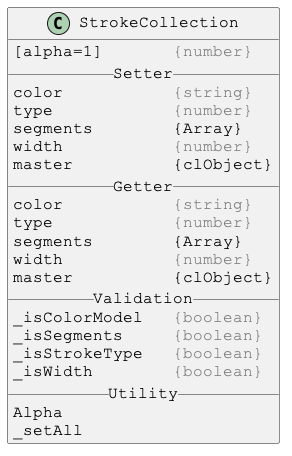 C StrokeCollection
[alpha=1] {number}
Setter
color {string}
type {number}
segments {Array}
width {number}
master {clObject}
Getter
color {string}
type {number}
segments {Array}
width {number}
master {clObject}
Validation
_isColorModel {boolean}
_isSegments {boolean}
_isStrokeType {boolean}
_isWidth {boolean}
Utility
Alpha
_setAll